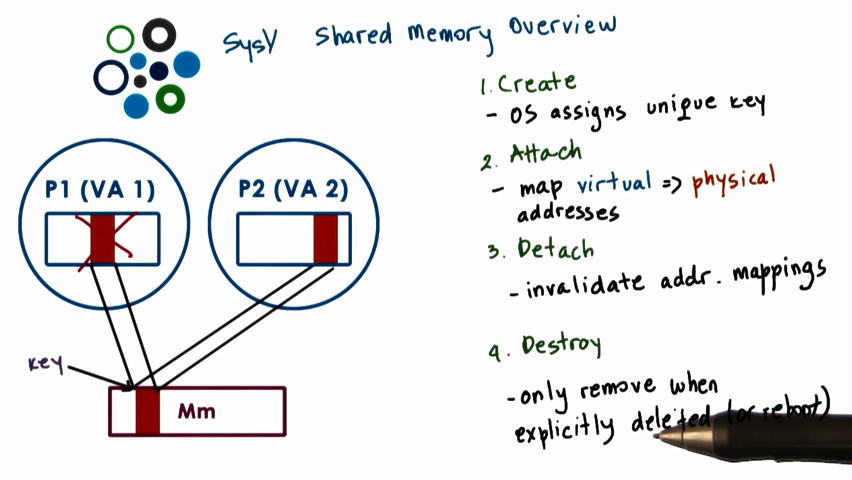 SysV Shared Memory Overview
1. Create
- OS assigns unique key
2. Attach
- map virtual => physical
addresses
3. Detach
- invalidate addr. mappings
4. Destroy
- only remove when
explicitly deleted (or reboot)
P1 (VA 1)
P2 (VA 2)
key
Mm